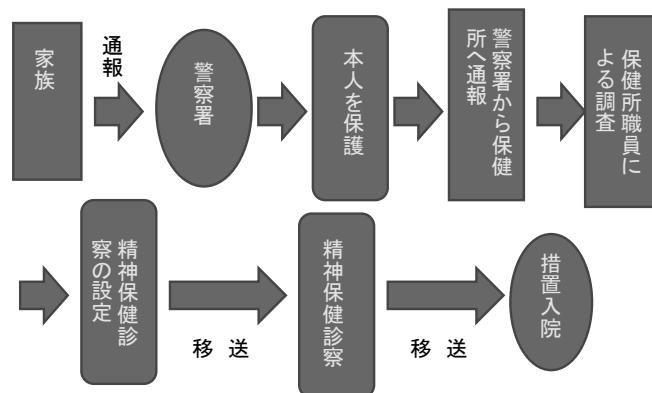 家族
通報
警察署
本人を保護
警察署から保健
所へ通報
保健所職員に
よる調査
精神保健診
察の設定
移送
精神保健診察
移送
措置入院